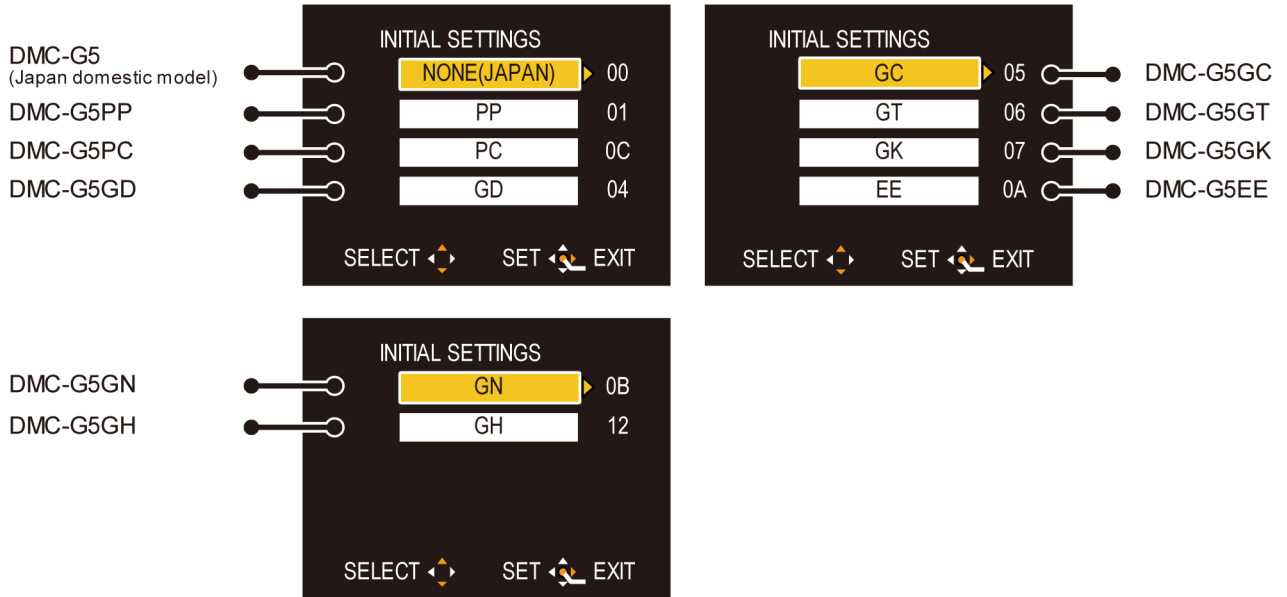 DMC-G5
(Japan domestic model)
DMC-G5PP
DMC-G5PC
DMC-G5GD
INITIAL SETTINGS
NONE(JAPAN) 00
PP 01
PC 0C
GD 04
SELECT SET EXIT
INITIAL SETTINGS
GC 05
GT 06
GK 07
EE 0A
SELECT SET EXIT
DMC-G5GC
DMC-G5GT
DMC-G5GK
DMC-G5EE
DMC-G5GN
DMC-G5GH
INITIAL SETTINGS
GN 0B
GH 12
SELECT SET EXIT